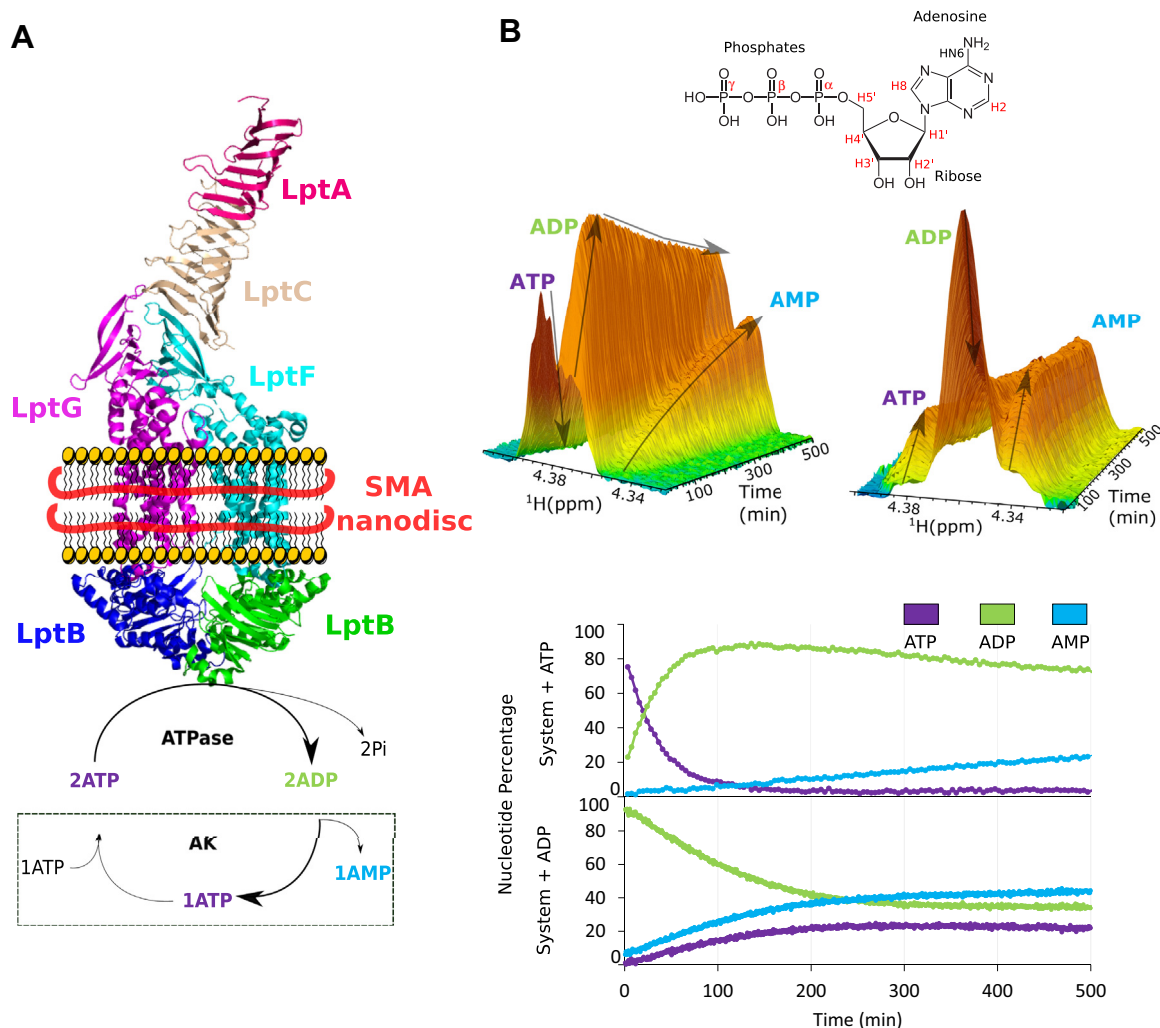 A
LptA
LptC
LptF
LptG
SMA
nanodisc
LptB
LptB
ATPase
2Pi
2ATP
2ADP
AK
1ATP
1AMP
1ATP
B
Adenosine
Phosphates
HN6
NH2
O
O
O
γ
β
α
HO
P
O
P
O
P
O
OH
OH
OH
H5'
H8
N
N
N
N
H2
O
H4'
H1'
H3'
H2'
OH
OH
Ribose
ADP
ATP
AMP
4.38
4.34
1H(ppm)
100
300
500
Time
(min)
ADP
ATP
AMP
4.38
4.34
1H(ppm)
100
300
500
Time
(min)
ATP
ADP
AMP
Nucleotide Percentage
System + ATP
100
80
60
40
20
0
System + ADP
100
80
60
40
20
0
0
100
200
300
400
500
Time (min)